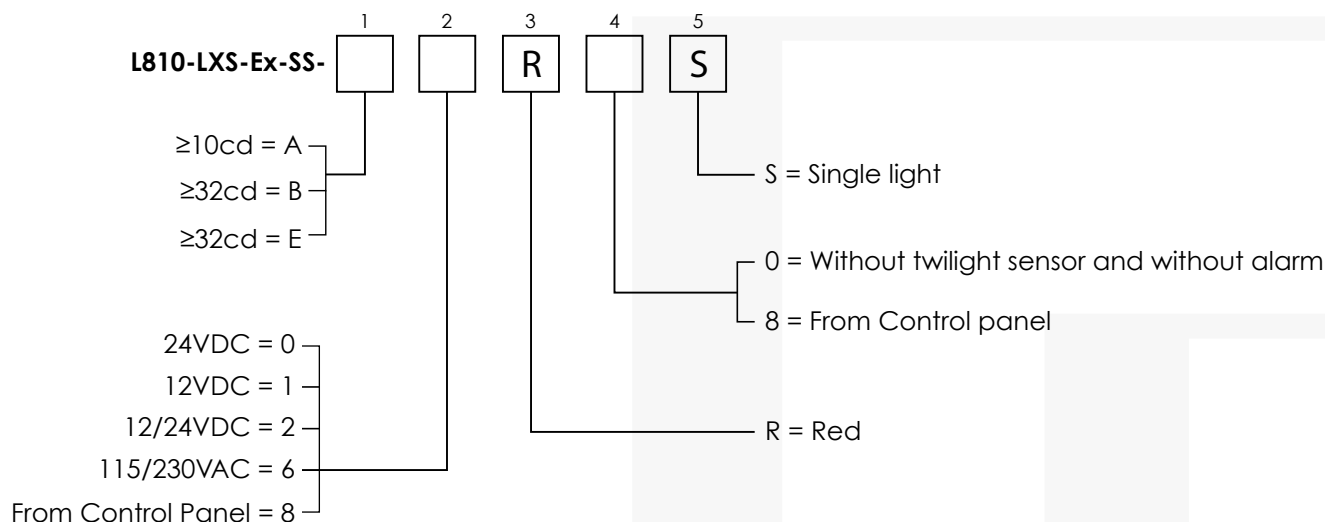 1 2 3 4 5
L810-LXS-Ex-SS- R S
≥10cd = A
≥32cd = B
≥32cd = E
S = Single light
0 = Without twilight sensor and without alarm
8 = From Control panel
24VDC = 0
12VDC = 1
12/24VDC = 2
115/230VAC = 6
From Control Panel = 8
R = Red